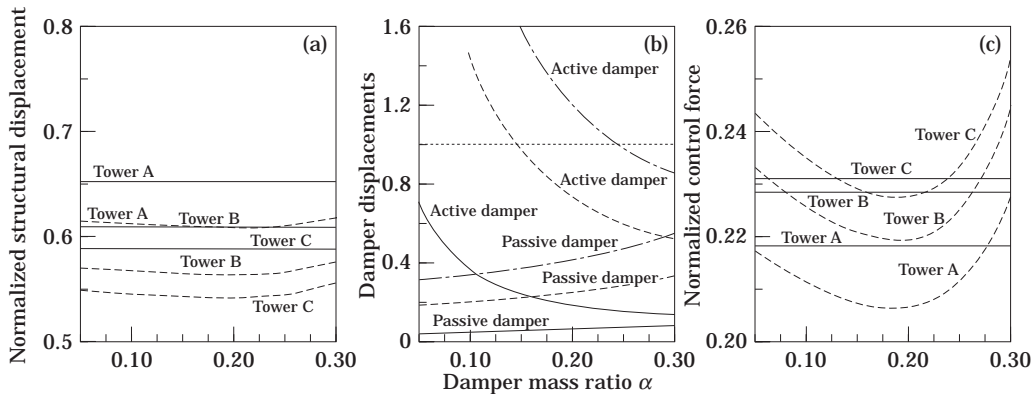 Normalized structural displacement
0.8
0.7
0.6
0.5
(a)
Tower A
Tower A
Tower B
Tower C
Tower B
Tower C
0.10
0.20
0.30
Damper displacements
1.6
1.2
0.8
0.4
0
(b)
Active damper
Active damper
Active damper
Passive damper
Passive damper
Passive damper
0.10
0.20
0.30
Damper mass ratio α
Normalized control force
0.26
0.24
0.22
0.20
(c)
Tower C
Tower C
Tower B
Tower B
Tower A
Tower A
0.10
0.20
0.30